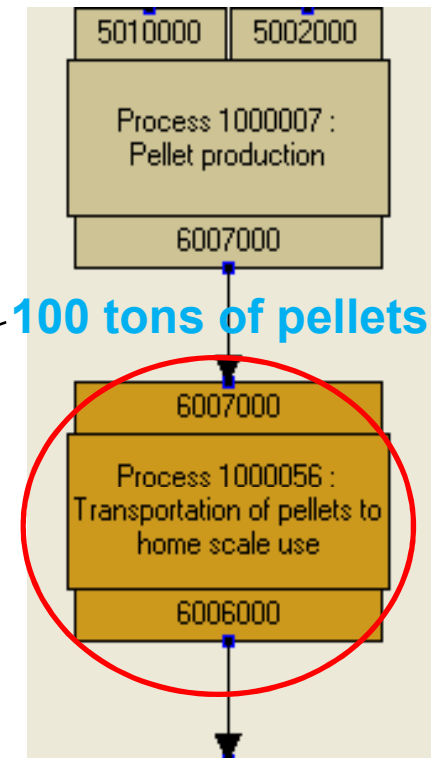 5010000 5002000
Process 1000007 :
Pellet production
6007000
100 tons of pellets
6007000
Process 1000056 :
Transportation of pellets to
home scale use
6006000